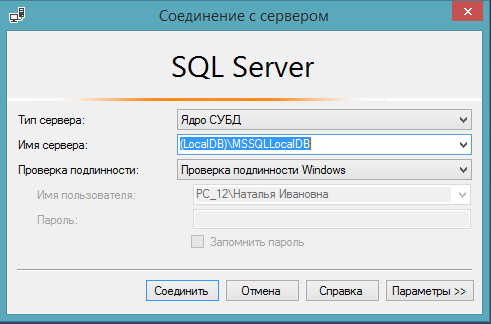 Соединение с сервером
SQL Server
Тип сервера: Ядро СУБД
Имя сервера: (LocalDB)\MSSQLLocalDB
Проверка подлинности: Проверка подлинности Windows
Имя пользователя: PC_12\Наталья Ивановна
Пароль:
Запомнить пароль
Соединить Отмена Справка Параметры >>